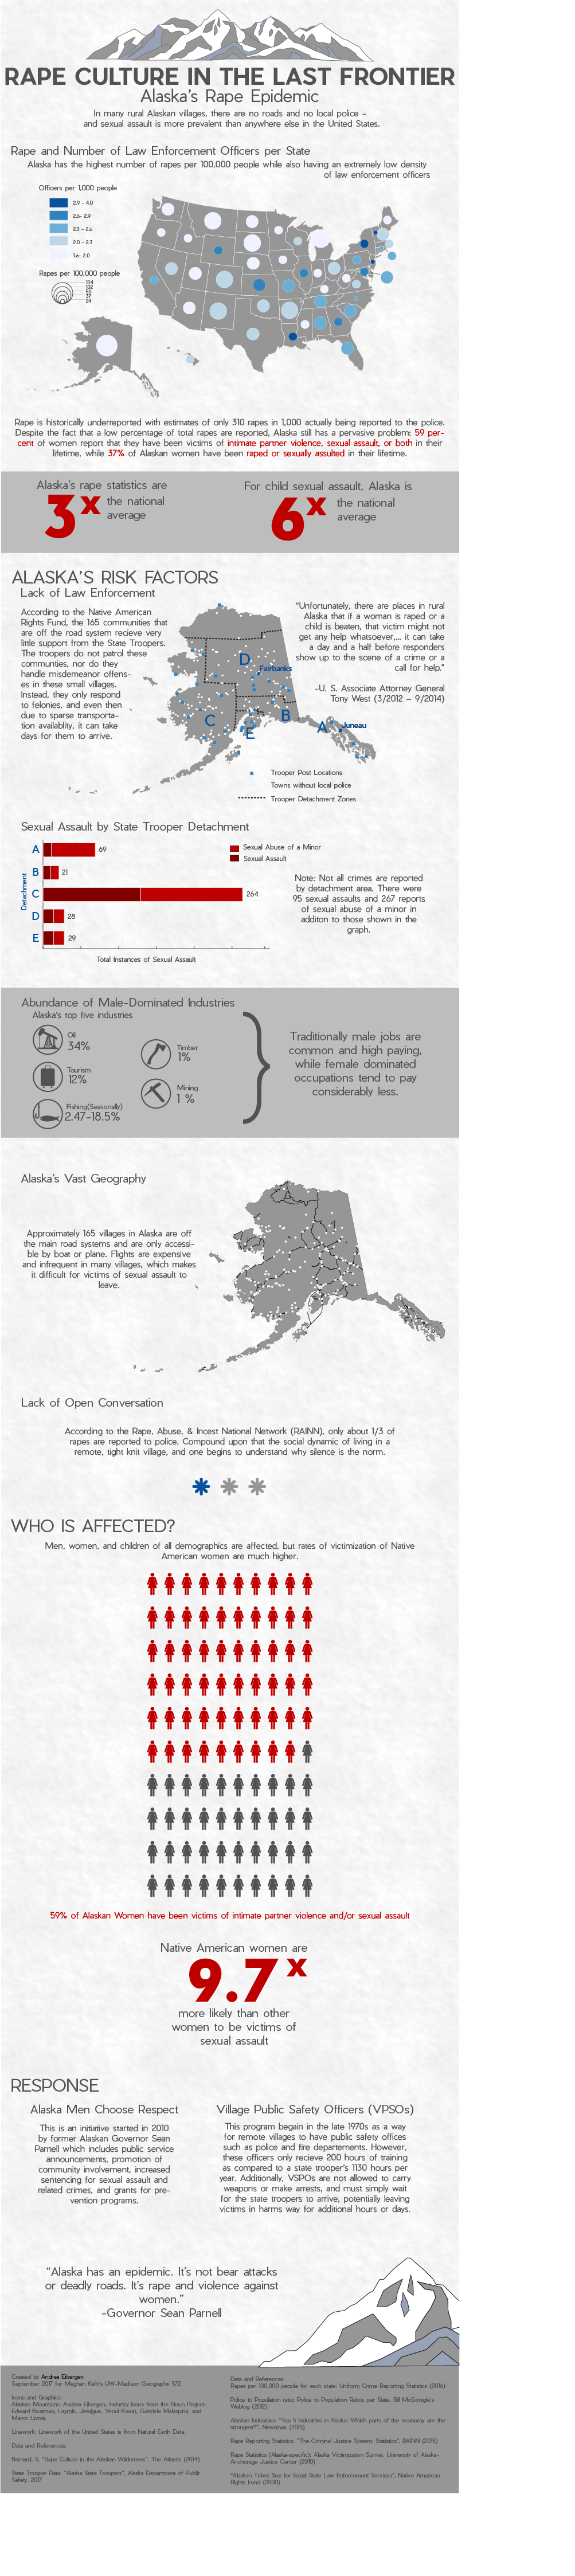 RAPE CULTURE IN THE LAST FRONTIER
Alaska's Rape Epidemic
In many rural Alaskan villages, there are no roads and no local police -
and sexual assault is more prevalent than anywhere else in the United States.
Rape and Number of Law Enforcement Officers per State
Alaska has the highest number of rapes per 100,000 people while also having an extremely low density
of law enforcement officers
Officers per 1,000 people
2.9 - 4.0
2.6- 2.9
2.3 - 2.6
2.0 - 2.3
1.6- 2.0
Rapes per 100,000 people
24
Rape is historically underreported with estimates of only 310 rapes in 1,000 actually being reported to the police.
Despite the fact that a low percentage of total rapes are reported, Alaska still has a pervasive problem: 59 per-
cent of women report that they have been victims of intimate partner violence, sexual assault, or both in their
lifetime, while 37% of Alaskan women have been raped or sexually assulted in their lifetime.
Alaska's rape statistics are
3x the national
average
For child sexual assault, Alaska is
6x the national
average
ALASKA'S RISK FACTORS
Lack of Law Enforcement
According to the Native American
Rights Fund, the 165 communities that
are off the road system recieve very
little support from the State Troopers.
The troopers do not patrol these
communties, nor do they
handle misdemeanor offens-
es in these small villages.
Instead, they only respond
to felonies, and even then
due to sparse transporta-
tion availablity, it can take
days for them to arrive.
D
Fairbanks
C
B
E
A
Juneau
"Unfortunately, there are places in rural
Alaska that if a woman is raped or a
child is beaten, that victim might not
get any help whatsoever,... it can take
a day and a half before responders
show up to the scene of a crime or a
call for help."
-U. S. Associate Attorney General
Tony West (3/2012 - 9/2014)
Trooper Post Locations
Towns without local police
Trooper Detachment Zones
Sexual Assault by State Trooper Detachment
Detachment
A
69
B
21
C
264
D
28
E
29
Total Instances of Sexual Assault
Sexual Abuse of a Minor
Sexual Assault
Note: Not all crimes are reported
by detachment area. There were
95 sexual assaults and 267 reports
of sexual abuse of a minor in
additon to those shown in the
graph.
Abundance of Male-Dominated Industries
Alaska's top five industries
Oil
34%
Tourism
12%
Fishing(Seasonally)
2.47-18.5%
Timber
1%
Mining
1 %
Traditionally male jobs are
common and high paying,
while female dominated
occupations tend to pay
considerably less.
Alaska's Vast Geography
Approximately 165 villages in Alaska are off
the main road systems and are only accessi-
ble by boat or plane. Flights are expensive
and infrequent in many villages, which makes
it difficult for victims of sexual assault to
leave.
Lack of Open Conversation
According to the Rape, Abuse, & Incest National Network (RAINN), only about 1/3 of
rapes are reported to police. Compound upon that the social dynamic of living in a
remote, tight knit village, and one begins to understand why silence is the norm.
WHO IS AFFECTED?
Men, women, and children of all demographics are affected, but rates of victimization of Native
American women are much higher.
59% of Alaskan Women have been victims of intimate partner violence and/or sexual assault
Native American women are
9.7x
more likely than other
women to be victims of
sexual assault
RESPONSE
Alaska Men Choose Respect
This is an initiative started in 2010
by former Alaskan Governor Sean
Parnell which includes public service
announcements, promotion of
community involvement, increased
sentencing for sexual assault and
related crimes, and grants for pre-
vention programs.
Village Public Safety Officers (VPSOs)
This program begain in the late 1970s as a way
for remote villages to have public safety offices
such as police and fire departements. However,
these officers only recieve 200 hours of training
as compared to a state trooper's 1130 hours per
year. Additionally, VSPOs are not allowed to carry
weapons or make arrests, and must simply wait
for the state troopers to arrive, potentially leaving
victims in harms way for additional hours or days.
"Alaska has an epidemic. It's not bear attacks
or deadly roads. It's rape and violence against
women."
-Governor Sean Parnell
Created by: Andrea Eibergen
September 2017 for Meghan Kelly's UW-Madison Geography 572
Icons and Graphics:
Alaskan Mountains: Andrea Eibergen, Industry Icons from the Noun Project:
Edward Boatman, Laymik, Jessigue, Yeoul Kwon, Gabriele Malaspina, and
Marco Livosi.
Linework: Linework of the United States is from Natural Earth Data.
Data and References:
Bernard, S. "Rape Culture in the Alaskan Wilderness", The Atlantic (2014)
State Trooper Data: "Alaska State Troopers", Alaska Department of Public
Safety, 2017
Data and References:
Rapes per 100,000 people for each state: Uniform Crime Reporting Statistics (2016)
Police to Population ratio: Police to Population Ratios per State, Bill McGonigle's
Weblog (2012)
Alaskan Industries: "Top 5 Industries in Alaska: Which parts of the economy are the
strongest?", Newsmax (2015)
Rape Reporting Statistics: "The Criminal Justice System: Statistics", RAINN (2015)
Rape Statistics (Alaska-specific): Alaska Victimization Survey, University of Alaska-
Anchorage Justice Center (2010)
"Alaskan Tribes Sue for Equal State Law Enforcement Services", Native American
Rights Fund (2000)